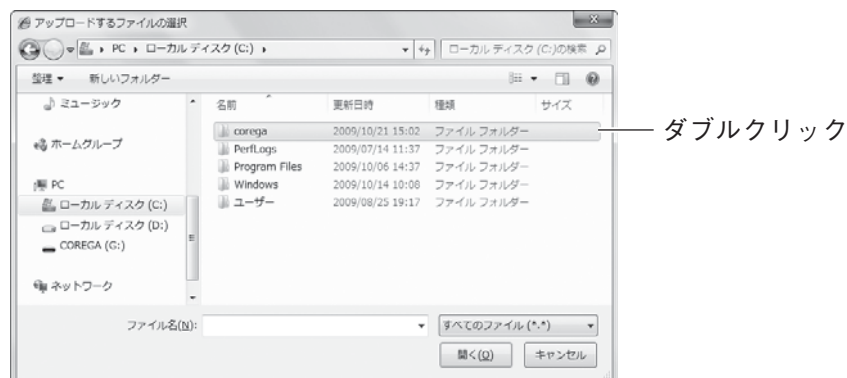 アップロードするファイルの選択
PC ▸ ローカル ディスク (C:) ▸
ローカル ディスク (C:)の検索
整理 ▼ 新しいフォルダー
ミュージック
ホームグループ
PC
ローカル ディスク (C:)
ローカル ディスク (D:)
COREGA (G:)
ネットワーク
名前 更新日時 種類 サイズ
corega 2009/10/21 15:02 ファイル フォルダー
PerfLogs 2009/07/14 11:37 ファイル フォルダー
Program Files 2009/10/06 14:37 ファイル フォルダー
Windows 2009/10/14 10:08 ファイル フォルダー
ユーザー 2009/08/25 19:17 ファイル フォルダー
ダブルクリック
ファイル名(N):
すべてのファイル (*.*)
開く(O) キャンセル